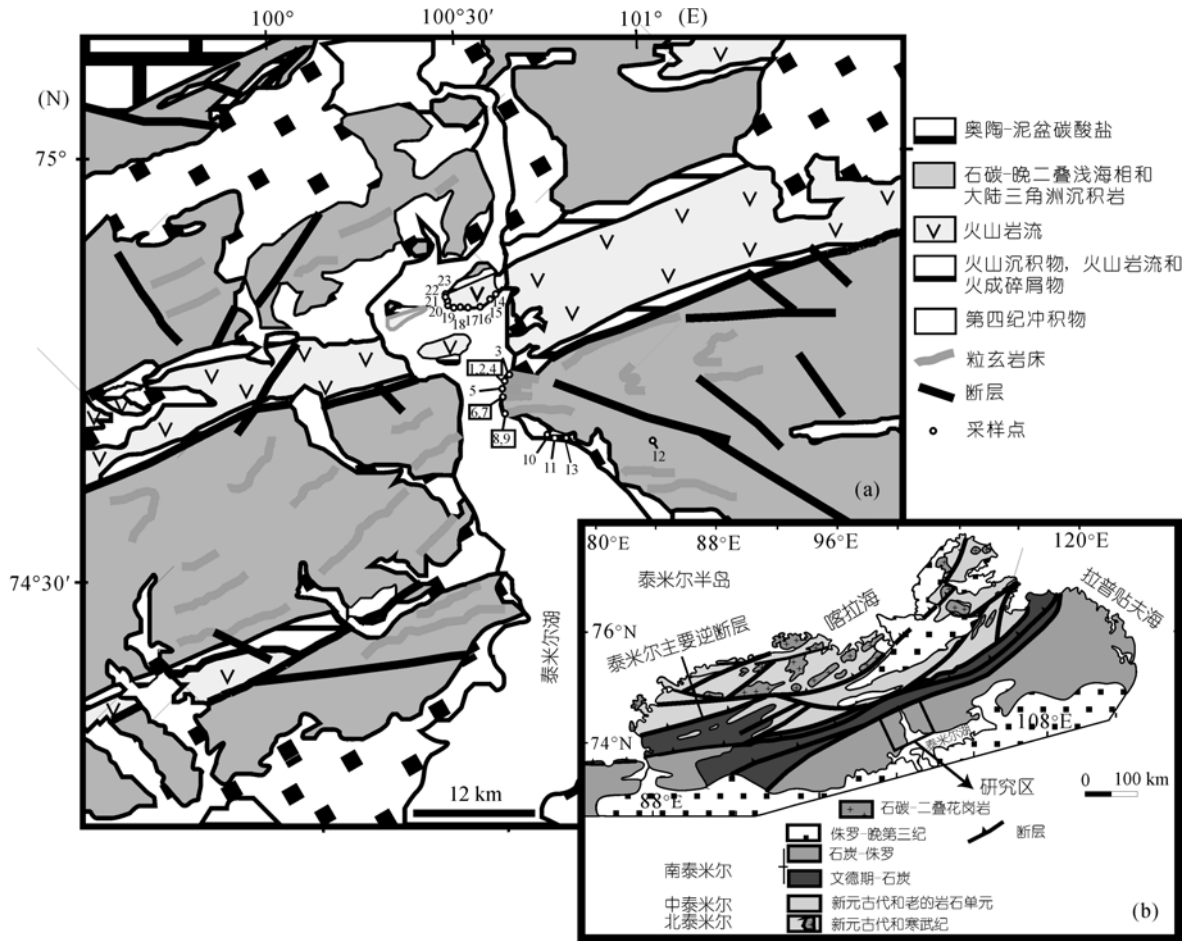 100° 100°30′ 101° (E)
(N)
75°
74°30′
奥陶-泥盆碳酸盐
石碳-晚二叠浅海相和
大陆三角洲沉积岩
火山岩流
火山沉积物, 火山岩流和
火成碎屑物
第四纪冲积物
粒玄岩床
断层
采样点
23
22
21
20
19
18
17
16
15
14
3
1,2,4
5
6,7
8,9
10
11
13
12
(a)
泰米尔湖
12 km
80°E 88°E 96°E 120°E
泰米尔半岛
喀拉海
拉普贴夫海
76°N
泰米尔主要逆断层
74°N
108°E
泰米尔湖
研究区
0 100 km
88°E
石碳-二叠花岗岩
侏罗-晚第三纪
断层
石炭-侏罗
南泰米尔
文德期-石炭
中泰米尔
新元古代和老的岩石单元
北泰米尔
新元古代和寒武纪
(b)